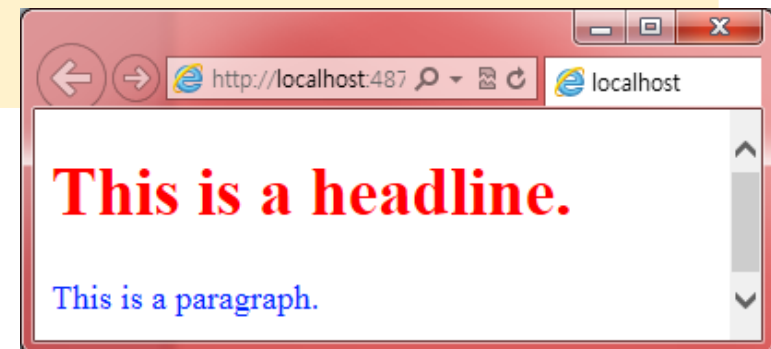 http://localhost:487
localhost
This is a headline.
This is a paragraph.